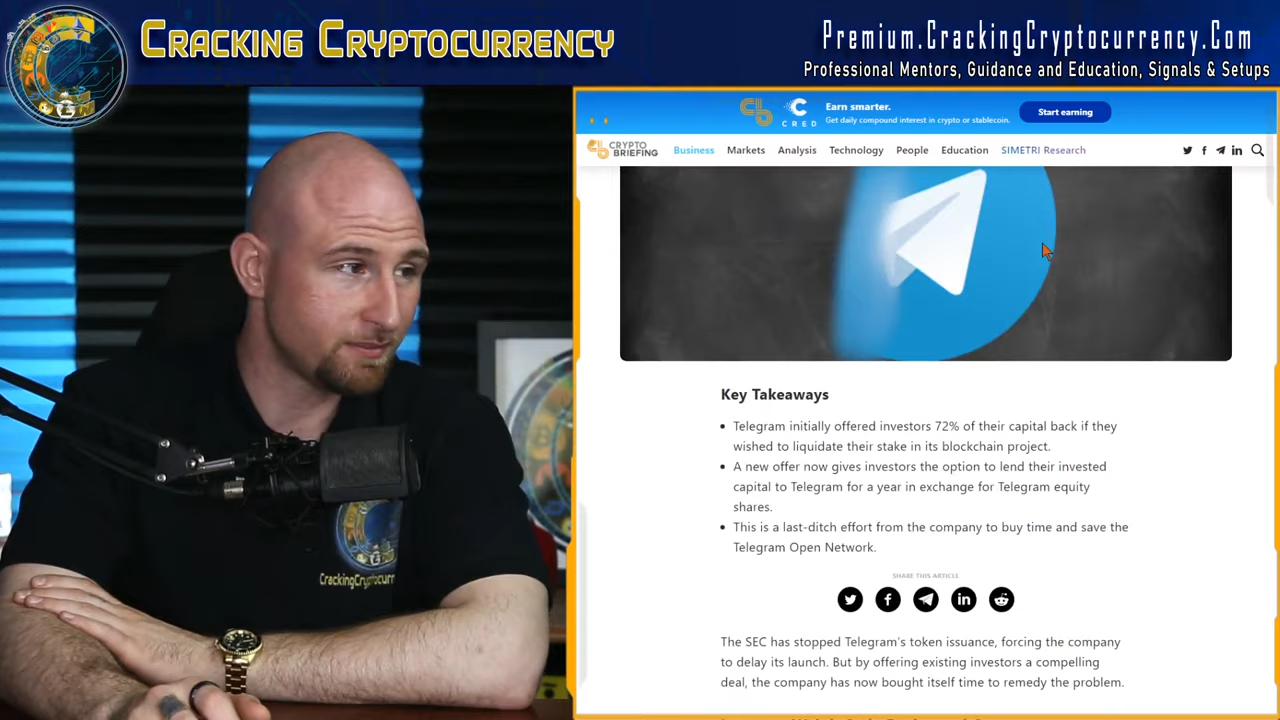 CRACKING CRYPTOCURRENCY
Premium.CrackingCryptocurrency.Com
Professional Mentors, Guidance and Education, Signals & Setups
CRED
Earn smarter.
Get daily compound interest in crypto or stablecoin.
Start earning
CRYPTO
BRIEFING
Business Markets Analysis Technology People Education SIMETRI Research
Key Takeaways
• Telegram initially offered investors 72% of their capital back if they
wished to liquidate their stake in its blockchain project.
• A new offer now gives investors the option to lend their invested
capital to Telegram for a year in exchange for Telegram equity
shares.
• This is a last-ditch effort from the company to buy time and save the
Telegram Open Network.
SHARE THIS ARTICLE
The SEC has stopped Telegram's token issuance, forcing the company
to delay its launch. But by offering existing investors a compelling
deal, the company has now bought itself time to remedy the problem.